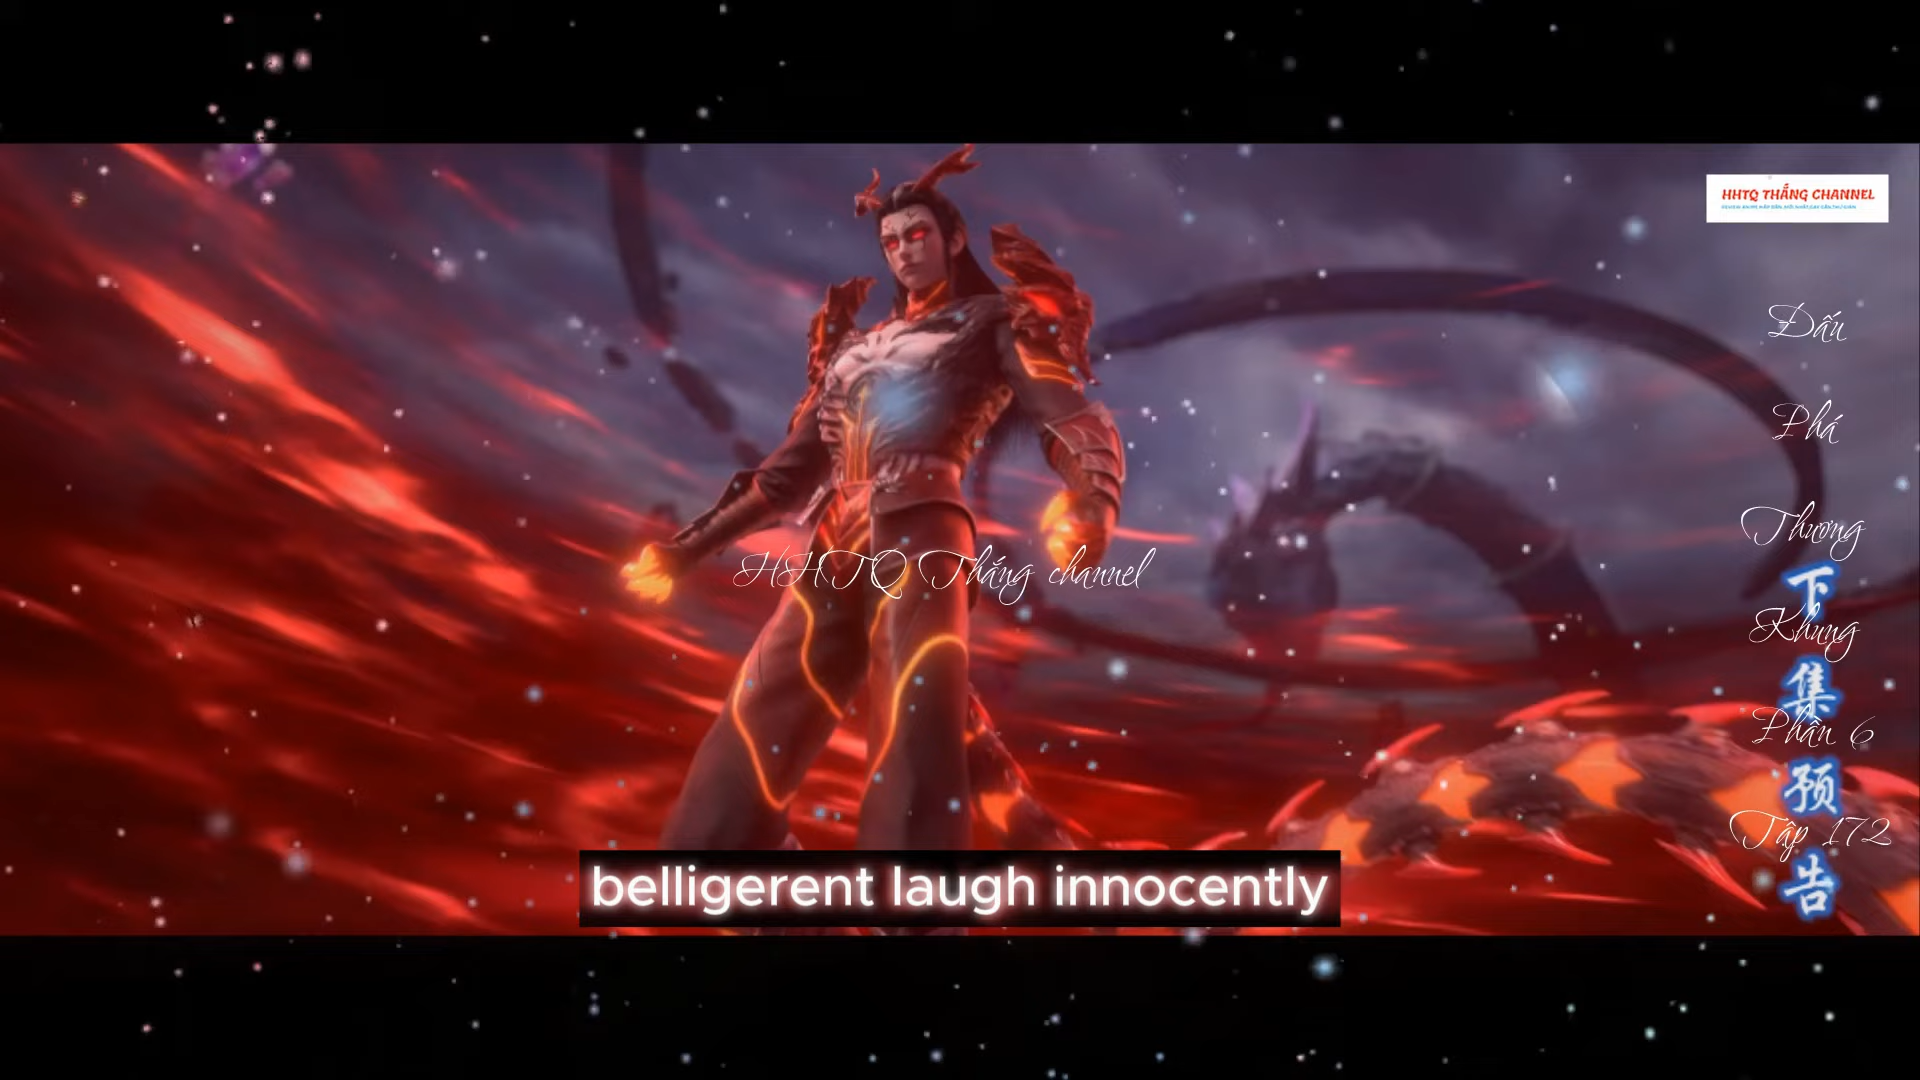 HHTQ THẮNG CHANNEL
Đấu
Phá
Thương
Khung
Phần 6
Tập 172
下集预告
HHTQ Thắng channel
belligerent laugh innocently